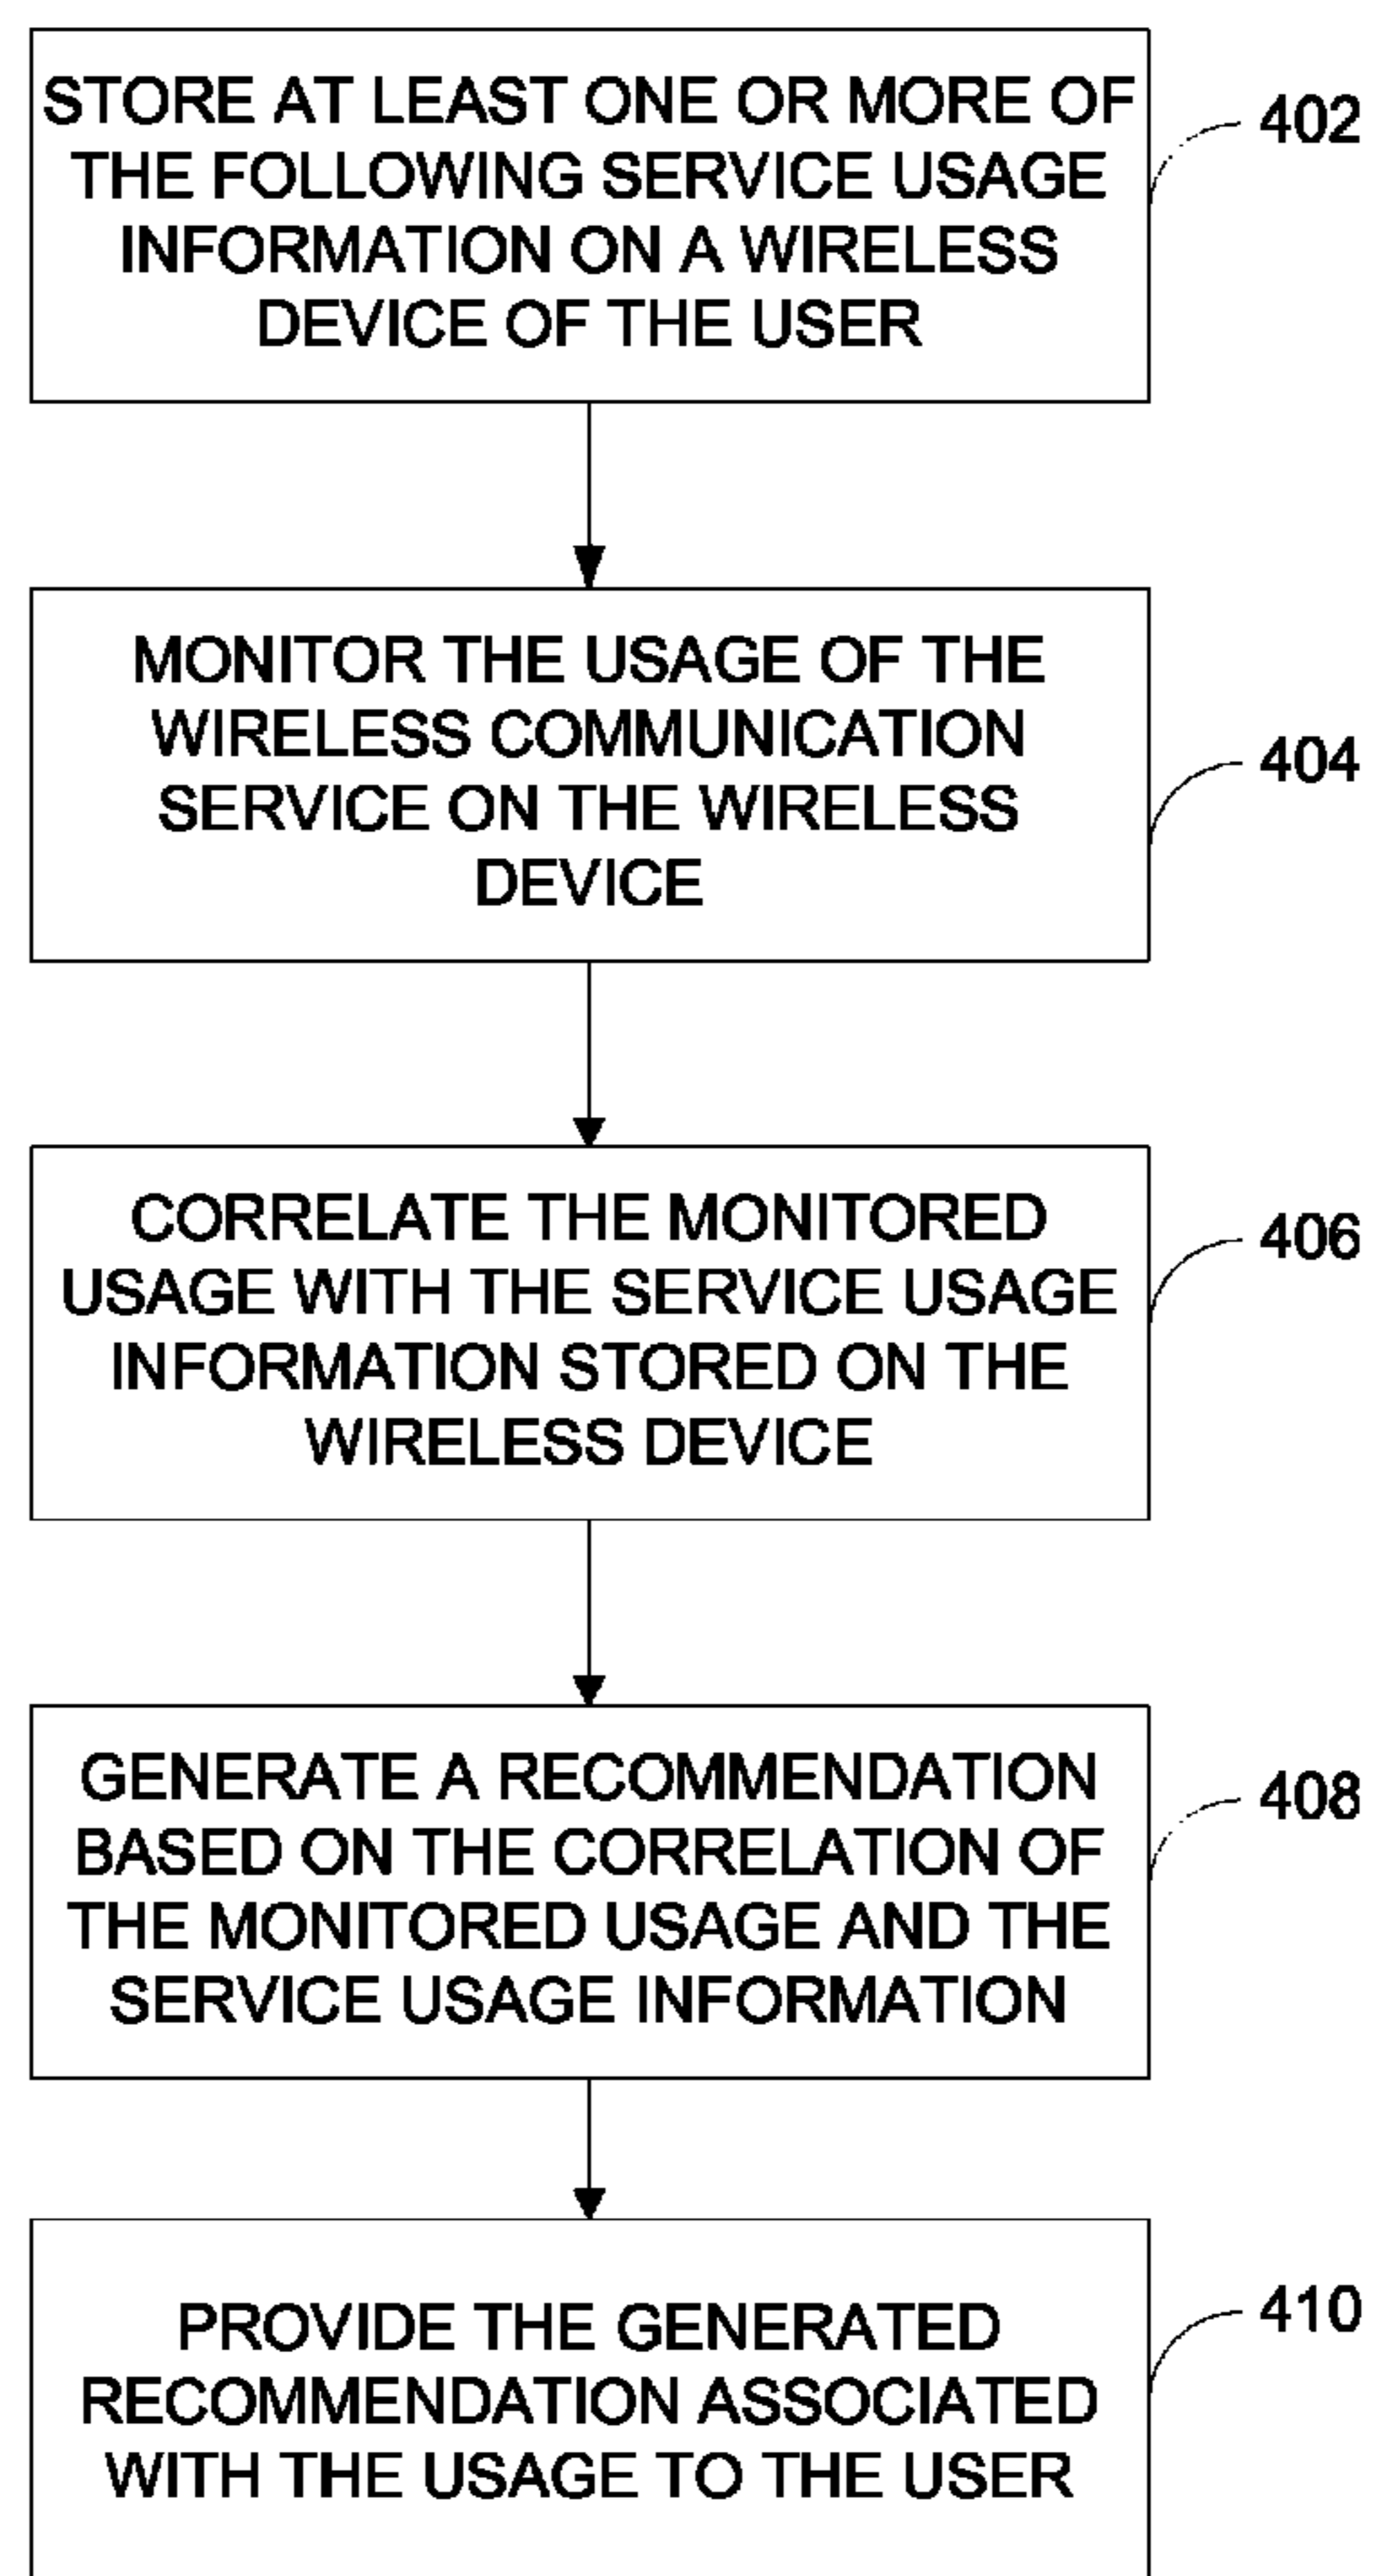 STORE AT LEAST ONE OR MORE OF
THE FOLLOWING SERVICE USAGE
INFORMATION ON A WIRELESS
DEVICE OF THE USER
402
MONITOR THE USAGE OF THE
WIRELESS COMMUNICATION
SERVICE ON THE WIRELESS
DEVICE
404
CORRELATE THE MONITORED
USAGE WITH THE SERVICE USAGE
INFORMATION STORED ON THE
WIRELESS DEVICE
406
GENERATE A RECOMMENDATION
BASED ON THE CORRELATION OF
THE MONITORED USAGE AND THE
SERVICE USAGE INFORMATION
408
PROVIDE THE GENERATED
RECOMMENDATION ASSOCIATED
WITH THE USAGE TO THE USER
410